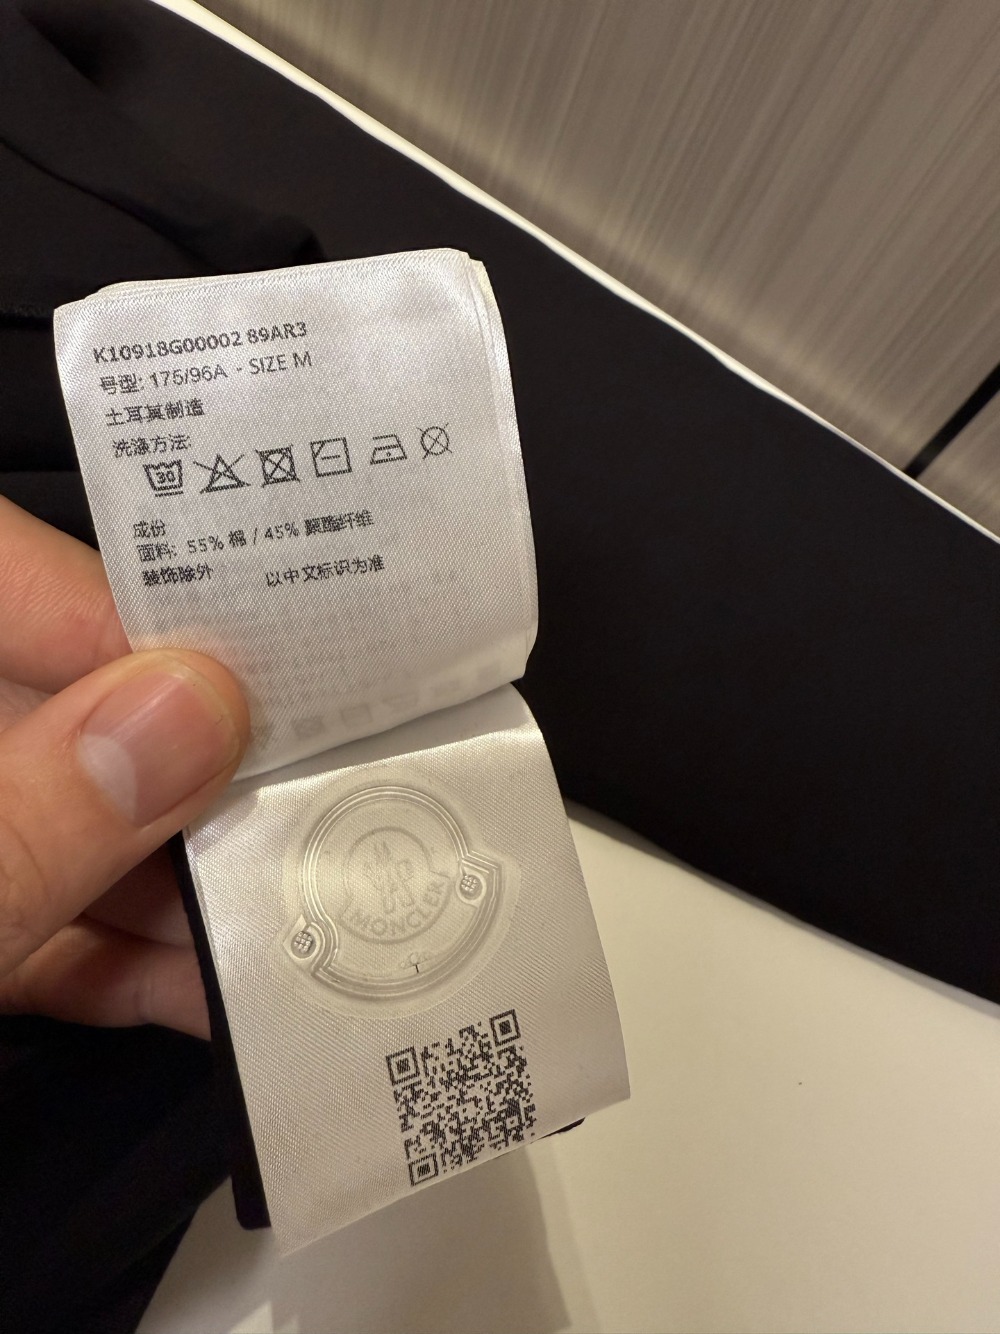 K10918G00002 89AR3
号型: 175/96A - SIZE M
土耳其制造
洗涤方法:
30
成份
面料: 55% 棉 / 45% 聚酯纤维
装饰除外 以中文标识为准
MONCLER